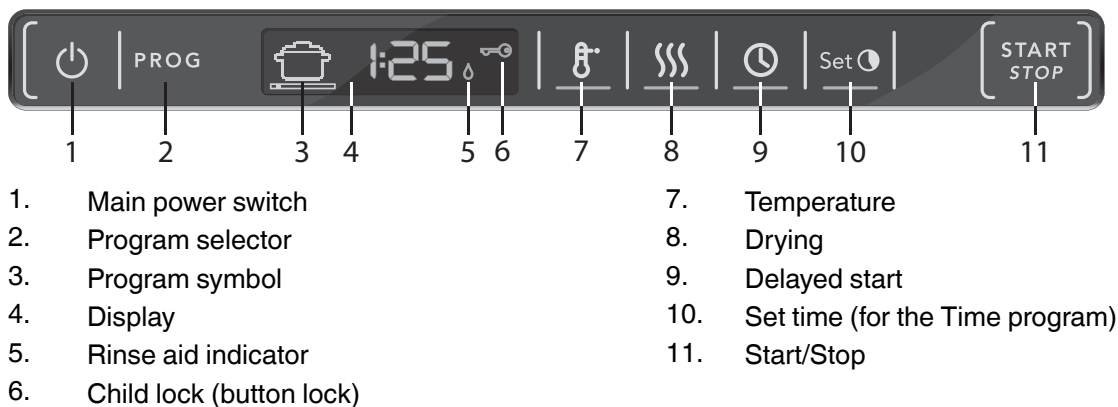 PROG 1:25 Set START
STOP
1 2 3 4 5 6 7 8 9 10 11
1. Main power switch
2. Program selector
3. Program symbol
4. Display
5. Rinse aid indicator
6. Child lock (button lock)
7. Temperature
8. Drying
9. Delayed start
10. Set time (for the Time program)
11. Start/Stop